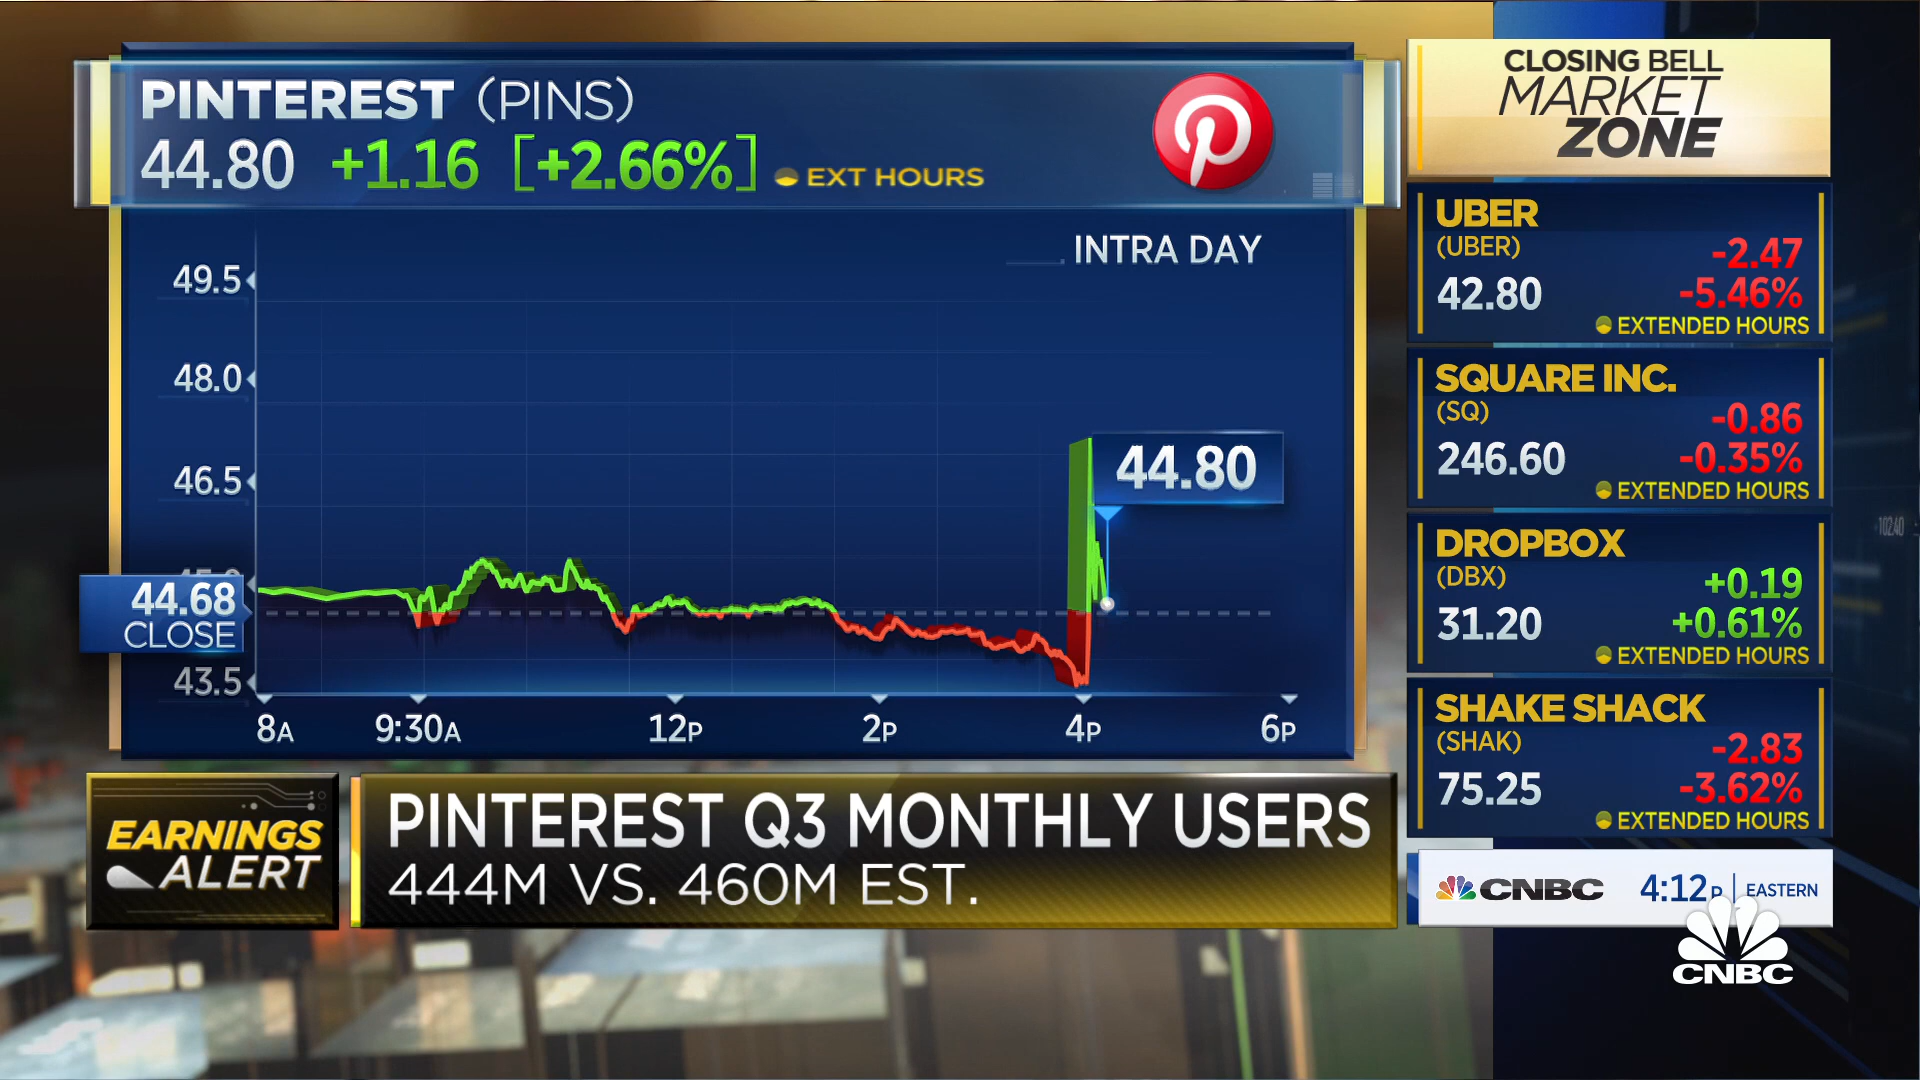 PINTEREST (PINS)
44.80 +1.16 [+2.66%] EXT HOURS
INTRA DAY
49.5
48.0
46.5
44.80
44.68
CLOSE
43.5
8A 9:30A 12P 2P 4P 6P
EARNINGS
ALERT
PINTEREST Q3 MONTHLY USERS
444M VS. 460M EST.
CLOSING BELL
MARKET
ZONE
UBER
(UBER)
-2.47
42.80
-5.46%
EXTENDED HOURS
SQUARE INC.
(SQ)
-0.86
246.60
-0.35%
EXTENDED HOURS
DROPBOX
(DBX)
+0.19
31.20
+0.61%
EXTENDED HOURS
SHAKE SHACK
(SHAK)
-2.83
75.25
-3.62%
EXTENDED HOURS
CNBC 4:12P EASTERN
CNBC